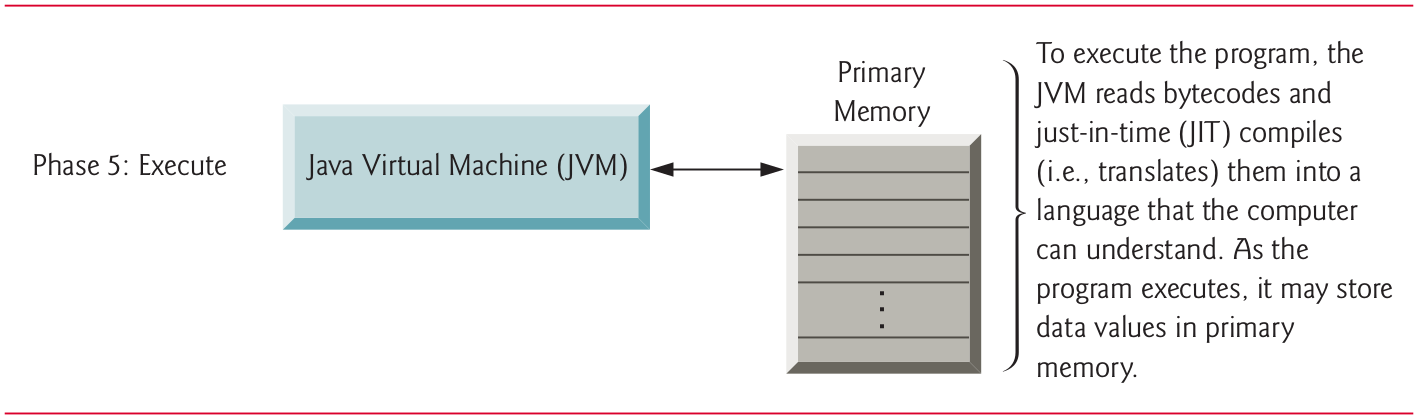 Phase 5: Execute
Java Virtual Machine (JVM)
Primary
Memory
To execute the program, the
JVM reads bytecodes and
just-in-time (JIT) compiles
(i.e., translates) them into a
language that the computer
can understand. As the
program executes, it may store
data values in primary
memory.